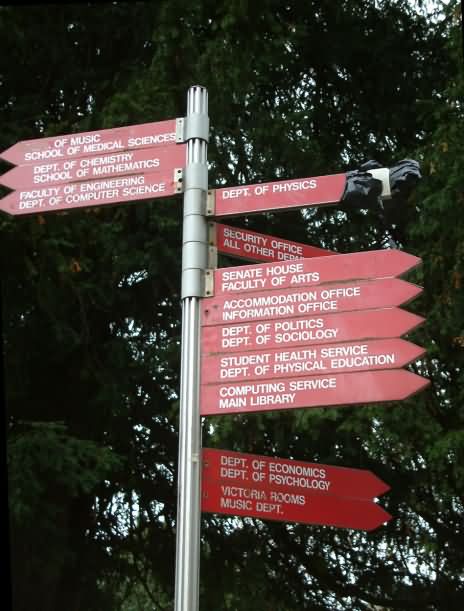 OF MUSIC
SCHOOL OF MEDICAL SCIENCES
DEPT. OF CHEMISTRY
SCHOOL OF MATHEMATICS
FACULTY OF ENGINEERING
DEPT. OF COMPUTER SCIENCE
DEPT. OF PHYSICS
SECURITY OFFICE
ALL OTHER
SENATE HOUSE
FACULTY OF ARTS
ACCOMMODATION OFFICE
INFORMATION OFFICE
DEPT. OF POLITICS
DEPT. OF SOCIOLOGY
STUDENT HEALTH SERVICE
DEPT. OF PHYSICAL EDUCATION
COMPUTING SERVICE
MAIN LIBRARY
DEPT. OF ECONOMICS
DEPT. OF PSYCHOLOGY
VICTORIA ROOMS
MUSIC DEPT.